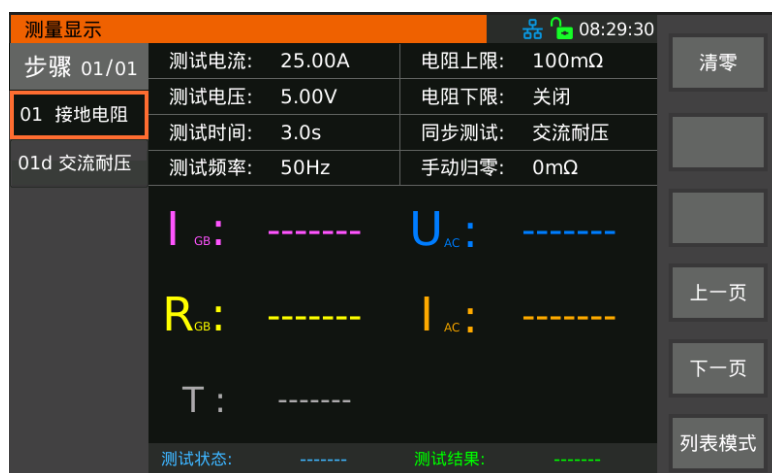 测量显示 08:29:30
步骤 01/01
01 接地电阻
01d 交流耐压
测试电流: 25.00A 电阻上限: 100mΩ
测试电压: 5.00V 电阻下限: 关闭
测试时间: 3.0s 同步测试: 交流耐压
测试频率: 50Hz 手动归零: 0mΩ
I GB: ------- U AC: -------
R GB: ------- I AC: -------
T : -------
测试状态: ------- 测试结果: -------
清零
上一页
下一页
列表模式